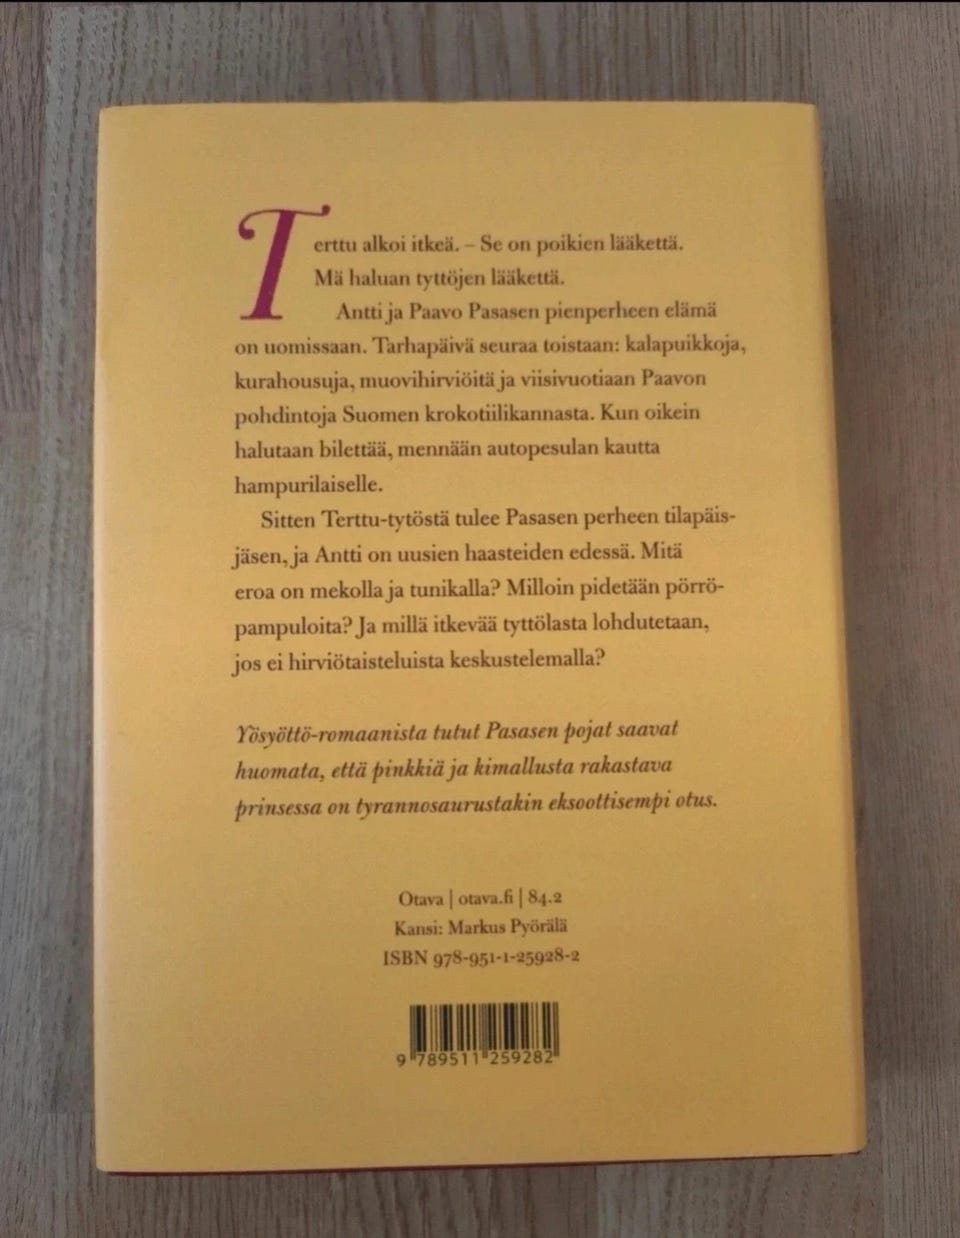 Terttu alkoi itkeä. – Se on poikien lääkettä.
Mä haluan tyttöjen lääkettä.
Antti ja Paavo Pasasen pienperheen elämä
on uomissaan. Tarhapäivä seuraa toistaan: kalapuikkoja,
kurahousuja, muovihirviöitä ja viisivuotiaan Paavon
pohdintoja Suomen krokotiilikannasta. Kun oikein
halutaan bilettää, mennään autopesulan kautta
hampurilaiselle.
Sitten Terttu-tytöstä tulee Pasasen perheen tilapäis-
jäsen, ja Antti on uusien haasteiden edessä. Mitä
eroa on mekolla ja tunikalla? Milloin pidetään pörrö-
pampuloita? Ja millä itkevää tyttölasta lohdutetaan,
jos ei hirviötaisteluista keskustelemalla?
Yösyöttö-romaanista tutut Pasasen pojat saavat
huomata, että pinkkiä ja kimallusta rakastava
prinsessa on tyrannosaurustakin eksoottisempi otus.
Otava | otava.fi | 84.2
Kansi: Markus Pyörälä
ISBN 978-951-1-25928-2
9 789511 259282